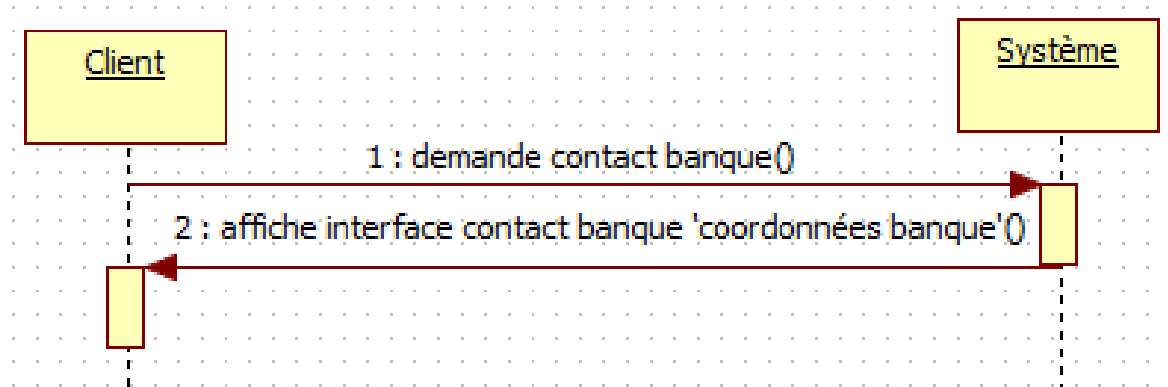 Client
Système
1 : demande contact banque()
2 : affiche interface contact banque 'coordonnées banque'()